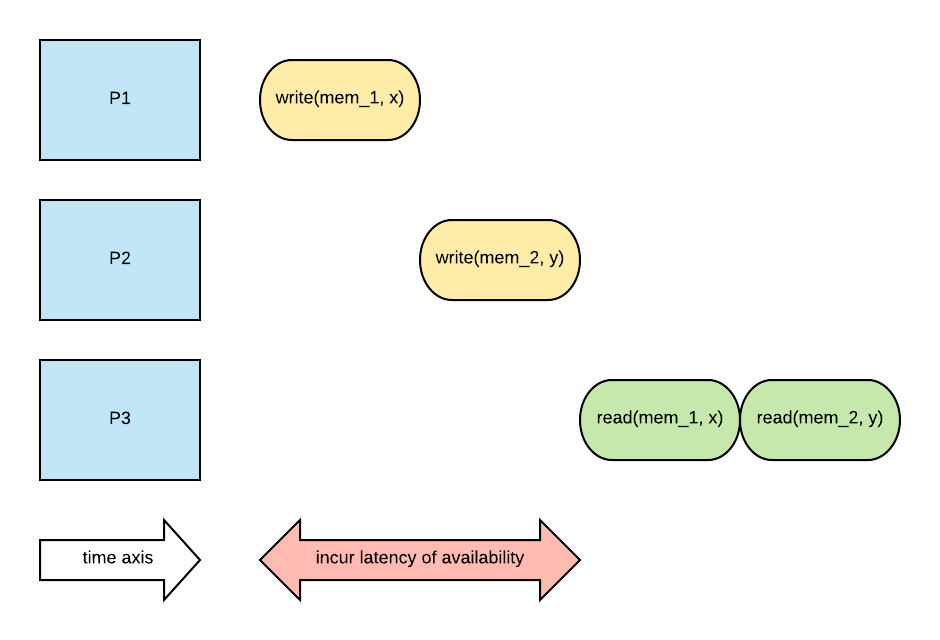 P1
write(mem_1, x)
P2
write(mem_2, y)
P3
read(mem_1, x)
read(mem_2, y)
time axis
incur latency of availability